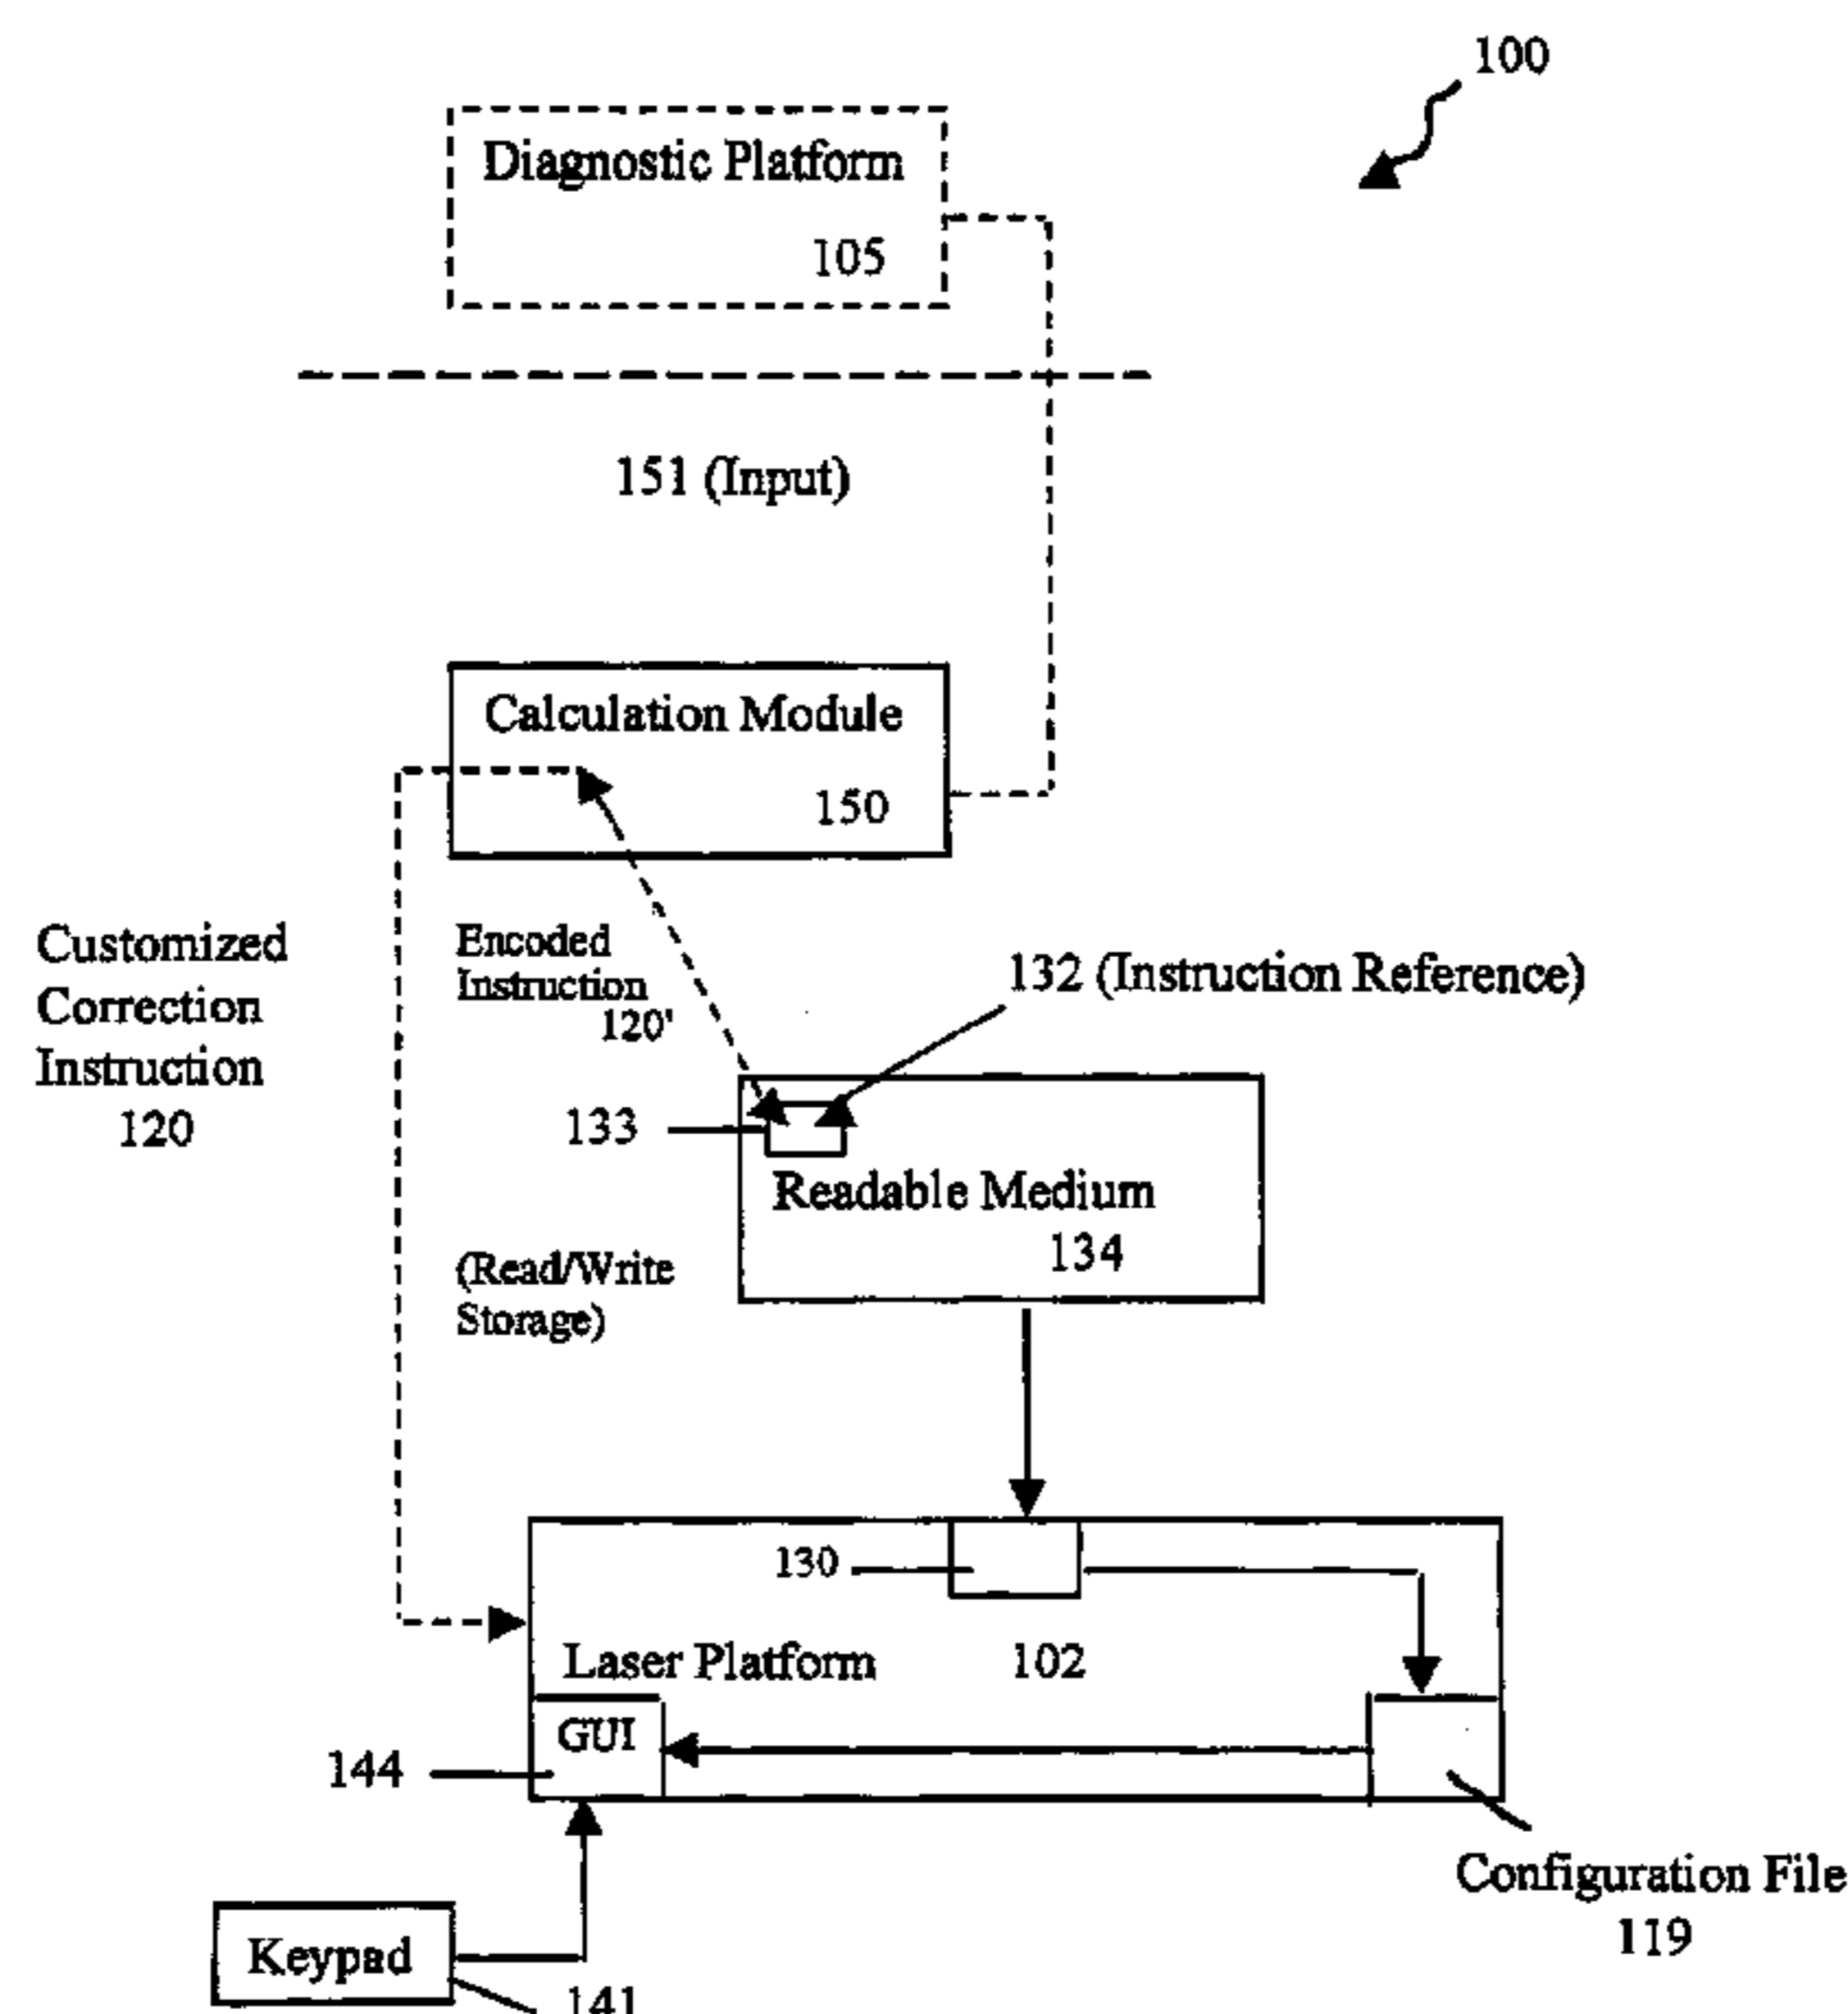 100
Diagnostic Platform
105
151 (Input)
Calculation Module
150
Customized
Correction
Instruction
120
Encoded
Instruction
120'
132 (Instruction Reference)
133
Readable Medium
134
(Read/Write
Storage)
130
Laser Platform 102
GUI
144
Configuration File
119
Keypad
141